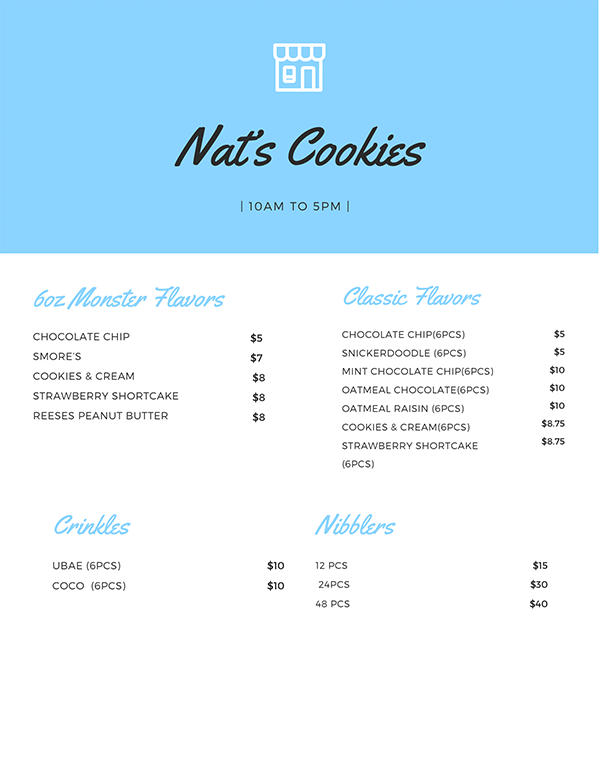 Nat's Cookies
| 10AM TO 5PM |
6oz Monster Flavors
CHOCOLATE CHIP $5
SMORE'S $7
COOKIES & CREAM $8
STRAWBERRY SHORTCAKE $8
REESES PEANUT BUTTER $8
Classic Flavors
CHOCOLATE CHIP(6PCS) $5
SNICKERDOODLE (6PCS) $5
MINT CHOCOLATE CHIP(6PCS) $10
OATMEAL CHOCOLATE(6PCS) $10
OATMEAL RAISIN (6PCS) $10
COOKIES & CREAM(6PCS) $8.75
STRAWBERRY SHORTCAKE $8.75
(6PCS)
Crinkles
UBAE (6PCS) $10
COCO (6PCS) $10
Nibblers
12 PCS $15
24PCS $30
48 PCS $40